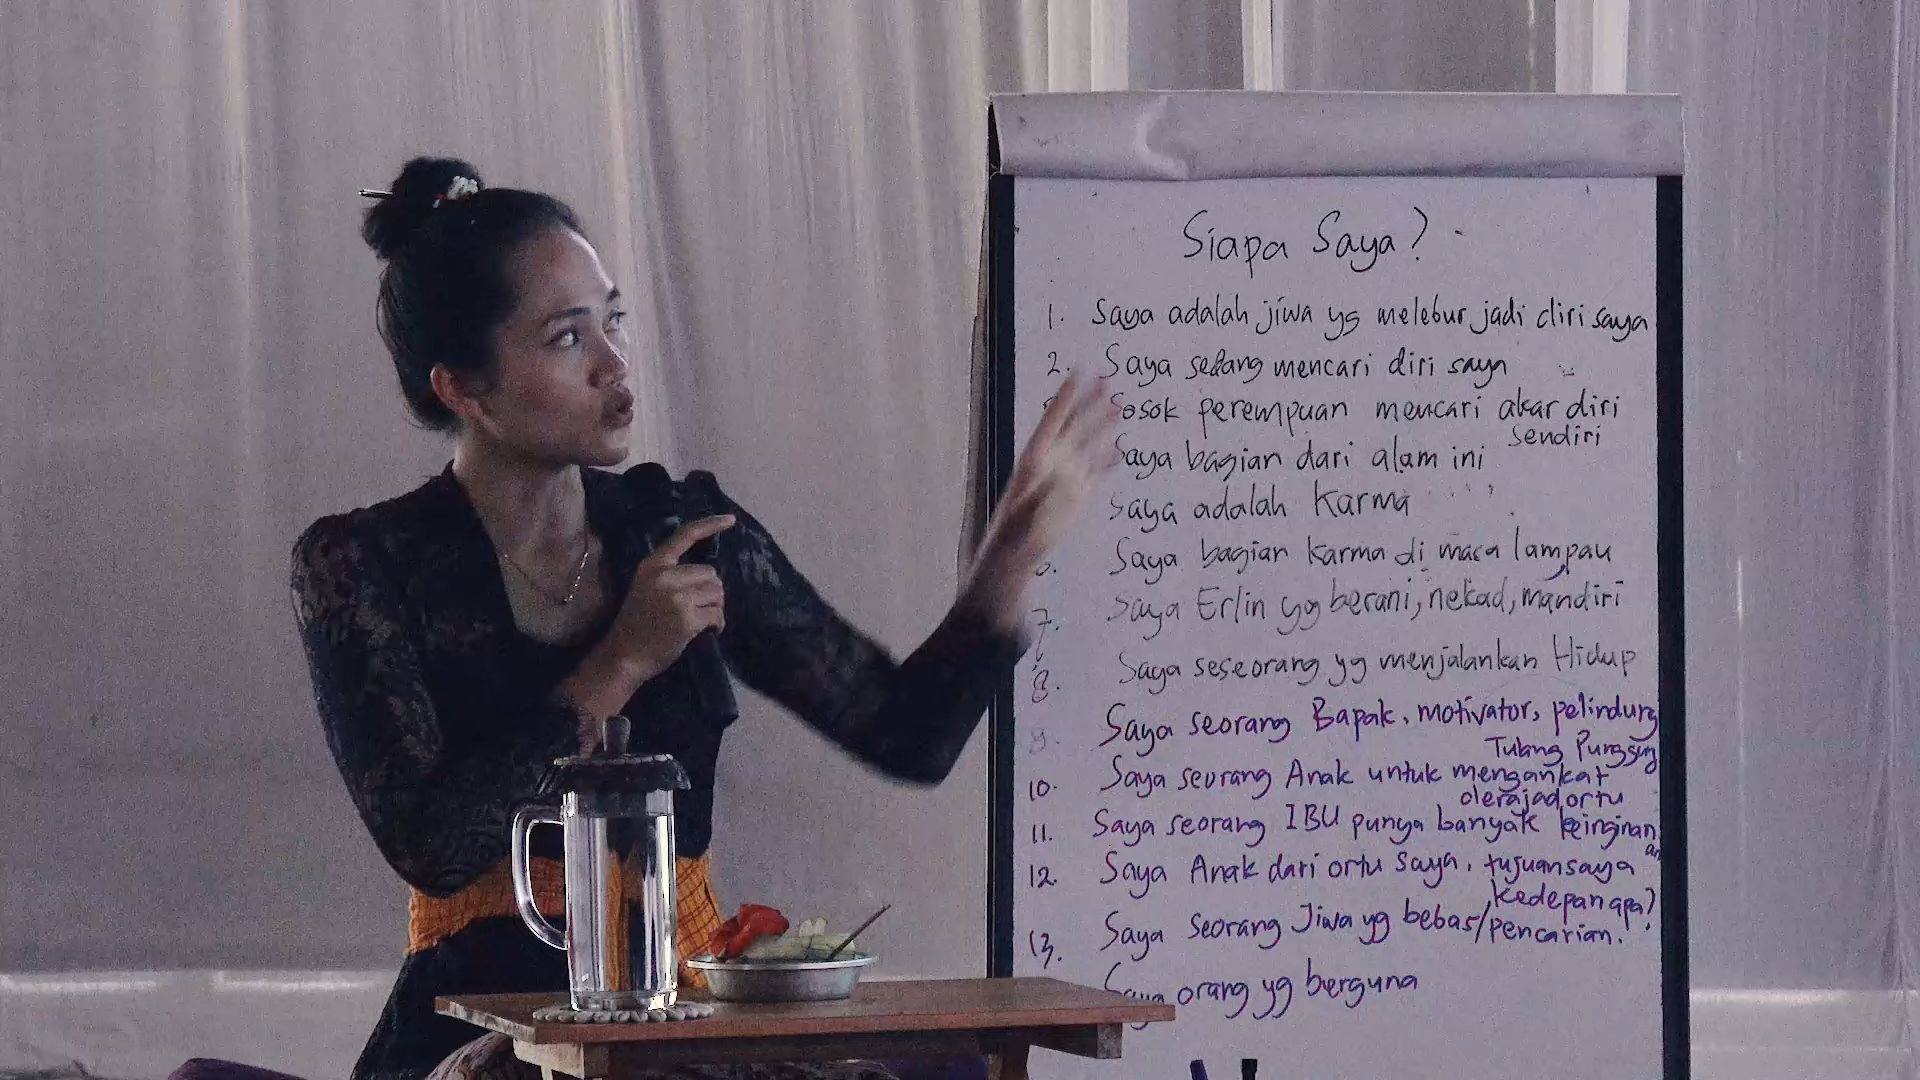 Siapa Saya?
1. Saya adalah jiwa yg melebur jadi diri saya
2. Saya sedang mencari diri saya
Sosok perempuan mencari akar diri
sendiri
Saya bagian dari alam ini
Saya adalah Karma
Saya bagian Karma di masa lampau
7. Saya Erlin yg berani, nekad, mandiri
8. Saya seseorang yg menjalankan Hidup
9. Saya seorang Bapak, motivator, pelindung
Tulang Punggung
10. Saya seorang Anak untuk mengankat
derajad ortu
11. Saya seorang IBU punya banyak keinginan
an
12. Saya Anak dari ortu saya, tujuan saya
kedepan apa?
13. Saya seorang Jiwa yg bebas/pencarian.
Saya orang yg berguna